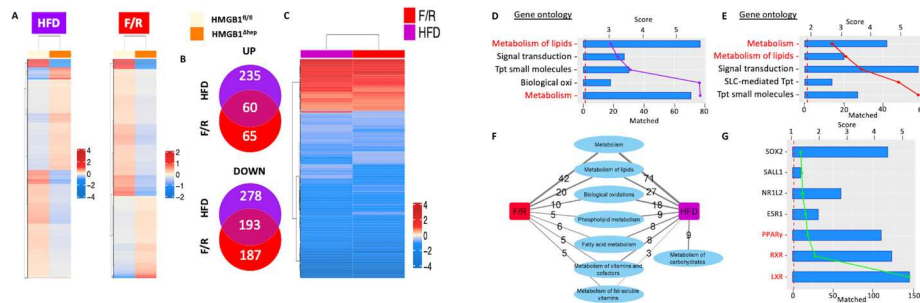 HFD
F/R
HMGB1fl/fl
HMGB1Δhep
A
4
2
0
−2
−4
2
1
0
−1
−2
B
UP
HFD
235
60
F/R
65
DOWN
HFD
278
193
F/R
187
C
F/R
HFD
4
2
0
−2
−4
D
Gene ontology
Score
1 2 3 4 5
Metabolism of lipids
Signal transduction
Tpt small molecules
Biological oxi
Metabolism
0 20 40 60 80
Matched
E
Gene ontology
Score
2 3 4 5
Metabolism
Metabolism of lipids
Signal transduction
SLC-mediated Tpt
Tpt small molecules
0 20 40
Matched
F
Metabolism
Metabolism of lipids
Biological oxidations
Phospholipid metabolism
Fatty acid metabolism
Metabolism of vitamins and cofactors
Metabolism of fat-soluble vitamins
Metabolism of carbohydrates
F/R
HFD
42 71
20 27
10 18
5 9
6 8
5 8
5 3
9
G
Score
1 2 3 4 5
SOX2
SALL1
NR1L2
ESR1
PPARγ
RXR
LXR
0 50 100 150
Matched